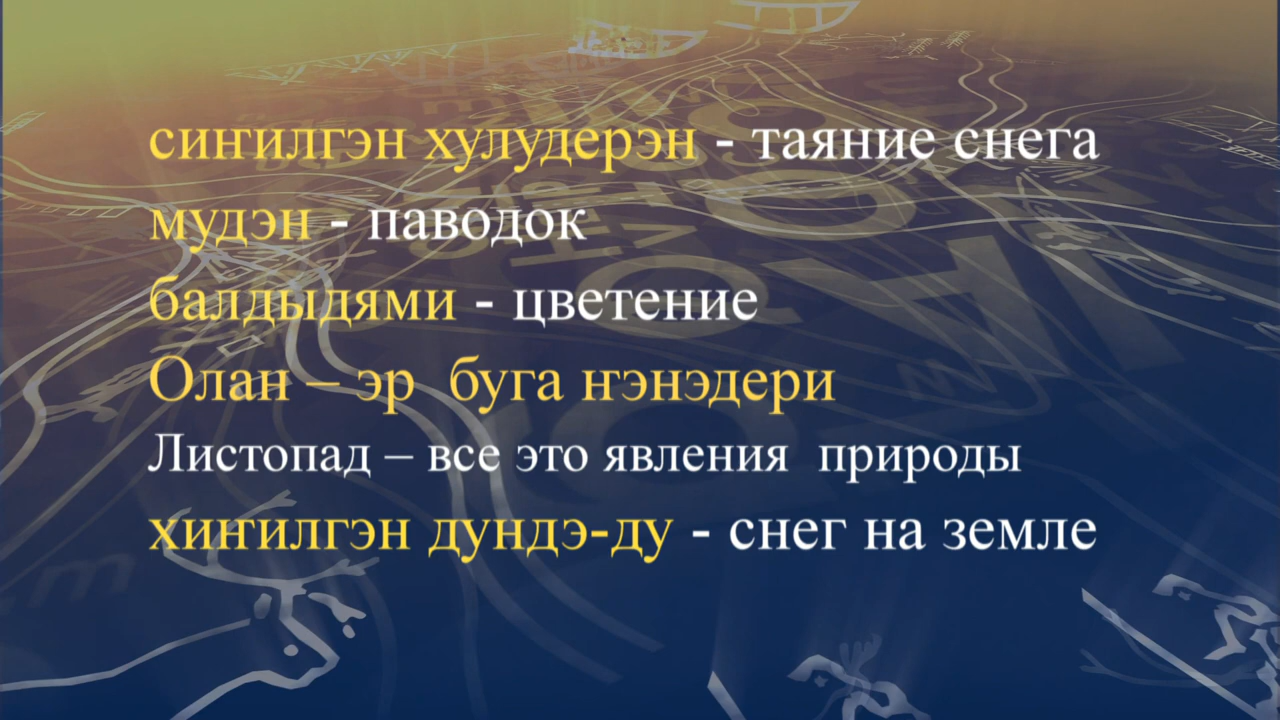 сиӈилгэн хулудерэн - таяние снега
мудэн - паводок
балдыдями - цветение
Олан – эр буга ӈэнэдери
Листопад – все это явления природы
хиӈилгэн дундэ-ду - снег на земле